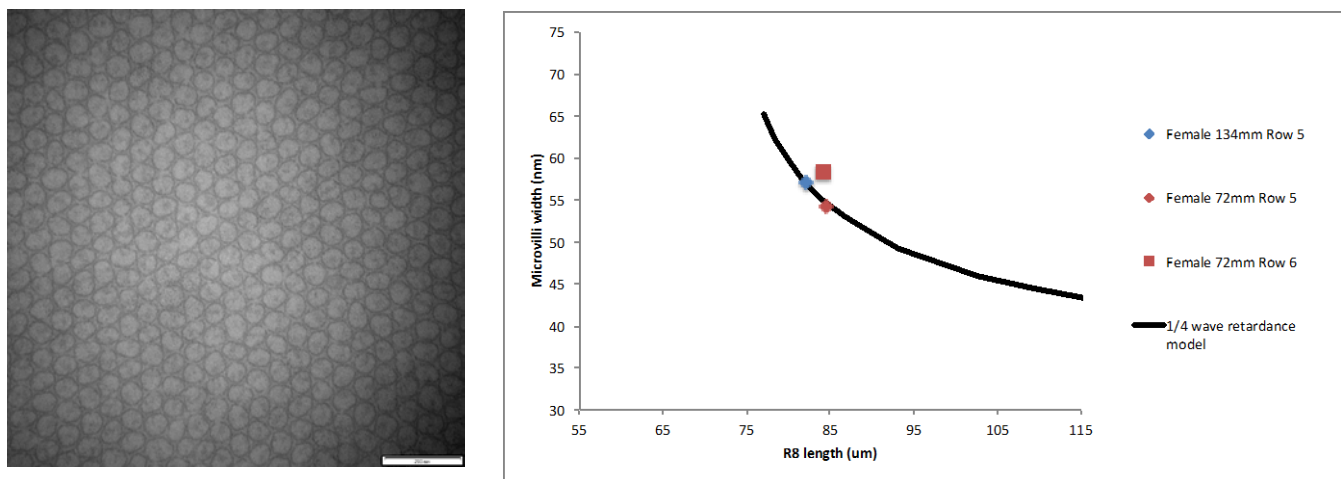 200 nm
75
70
65
60
55
50
45
40
35
30
Microvilli width (nm)
55 65 75 85 95 105 115
R8 length (um)
Female 134mm Row 5
Female 72mm Row 5
Female 72mm Row 6
1/4 wave retardance
model